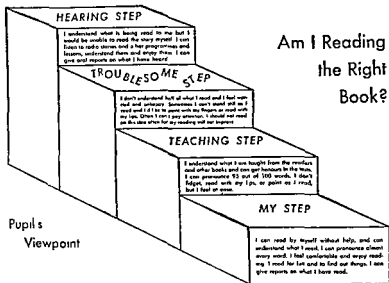 HEARING STEP
I understand what is being read to me but I
would be unable to read the story myself. I can
listen to radio stories and other programmes and
lessons, understand them and enjoy them. I can
give oral reports on what I have heard
Am I Reading
the Right
Book?
TROUBLESOME STEP
I don't understand half of what I read and I feel wor-
ried and unhappy. Sometimes I can't stand still as I
read and I like to point with my fingers or read with
my lips. Often I can't pay attention. I should not read
on this step often for my reading will not improve
TEACHING STEP
I understand what I am taught from the readers
and other books and can get honours in the tests.
I can pronounce 95 out of 100 words. I don't
fidget, read with my lips, or point as I read,
but I feel at ease.
MY STEP
I can read by myself without help, and can
understand what I read. I can pronounce almost
every word. I feel comfortable and enjoy read-
ing. I read for fun and to find out things. I can
give reports on what I have read.
Pupil's
Viewpoint